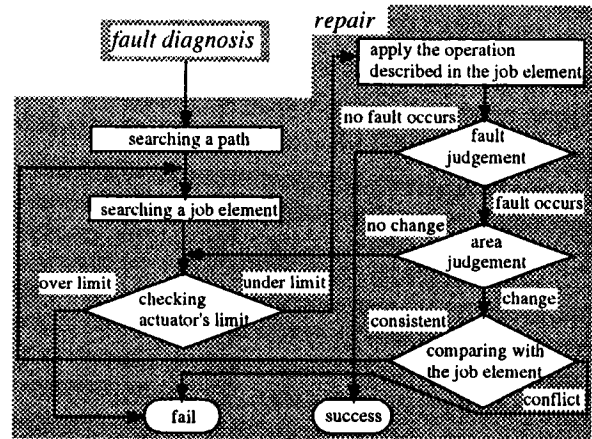 repair
fault diagnosis
apply the operation
described in the job element
searching a path
no fault occurs
fault
judgement
searching a job element
fault occurs
no change
area
judgement
over limit
under limit
checking
actuator's limit
change
consistent
comparing with
the job element
conflict
fail
success